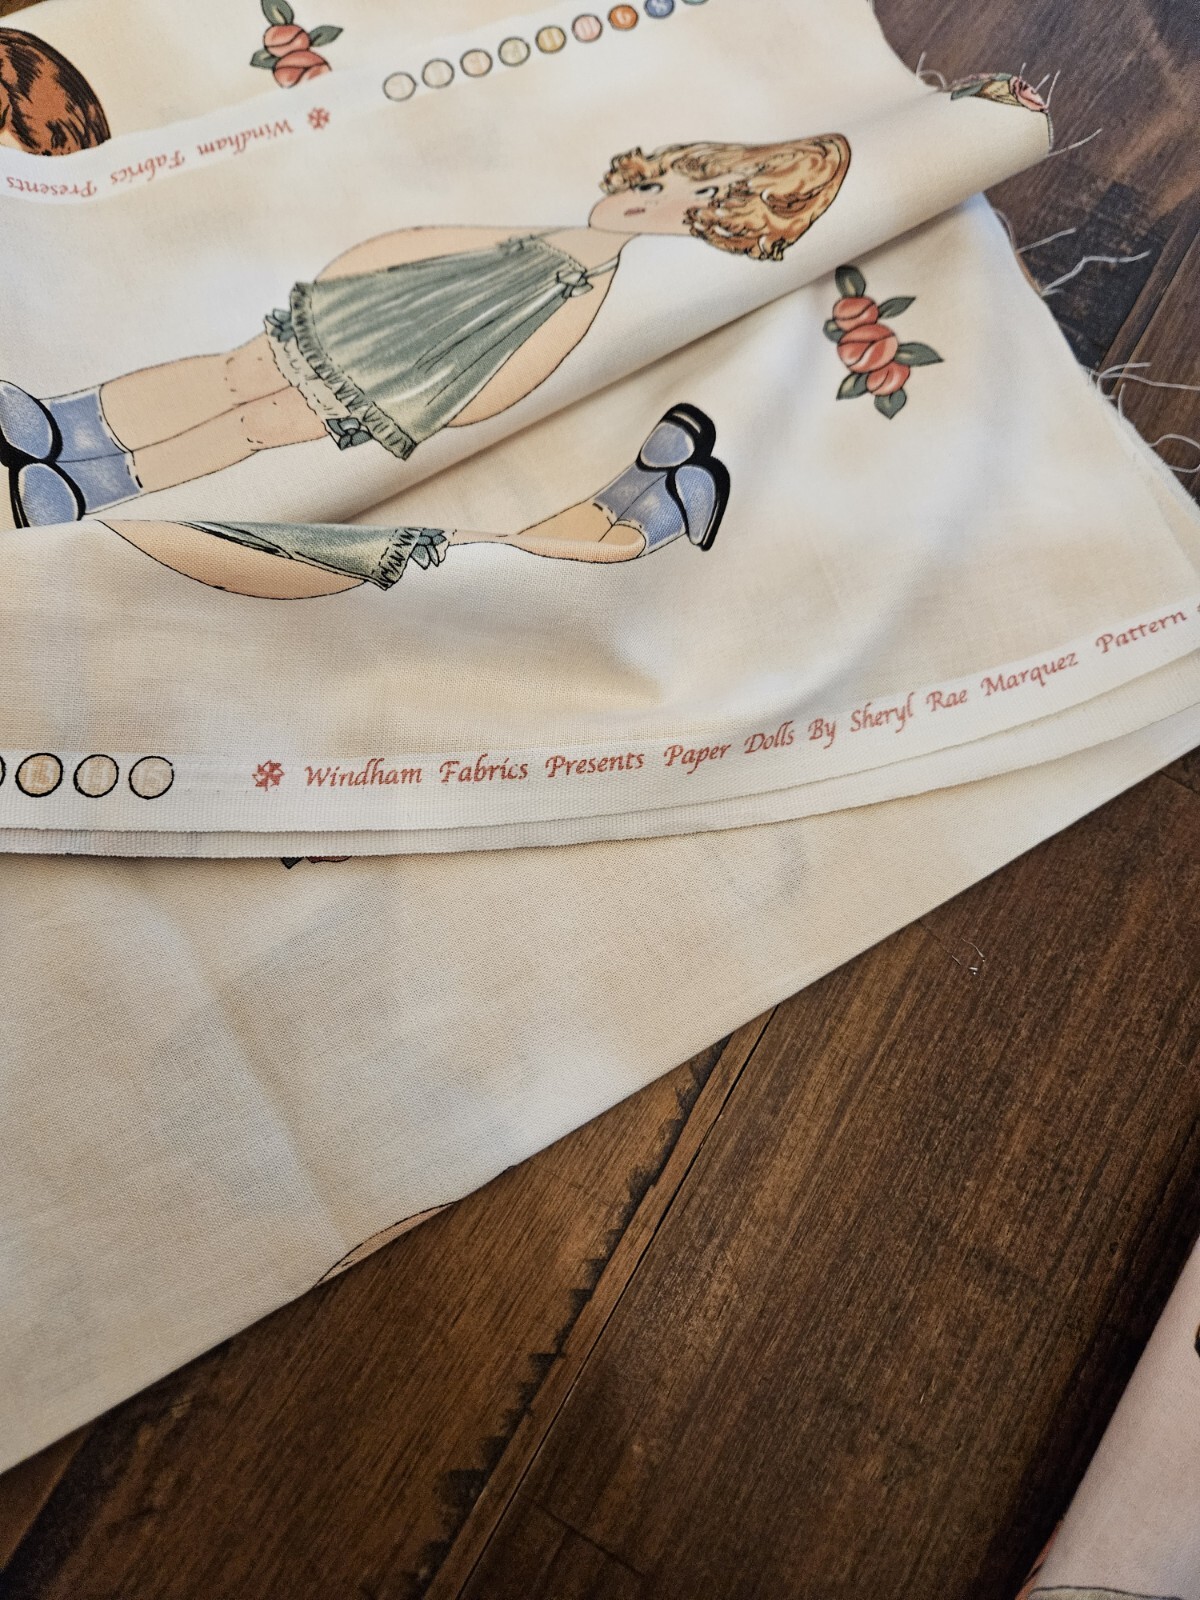 Windham Fabrics Presents
Windham Fabrics Presents Paper Dolls By Sheryl Rae Marquez Pattern